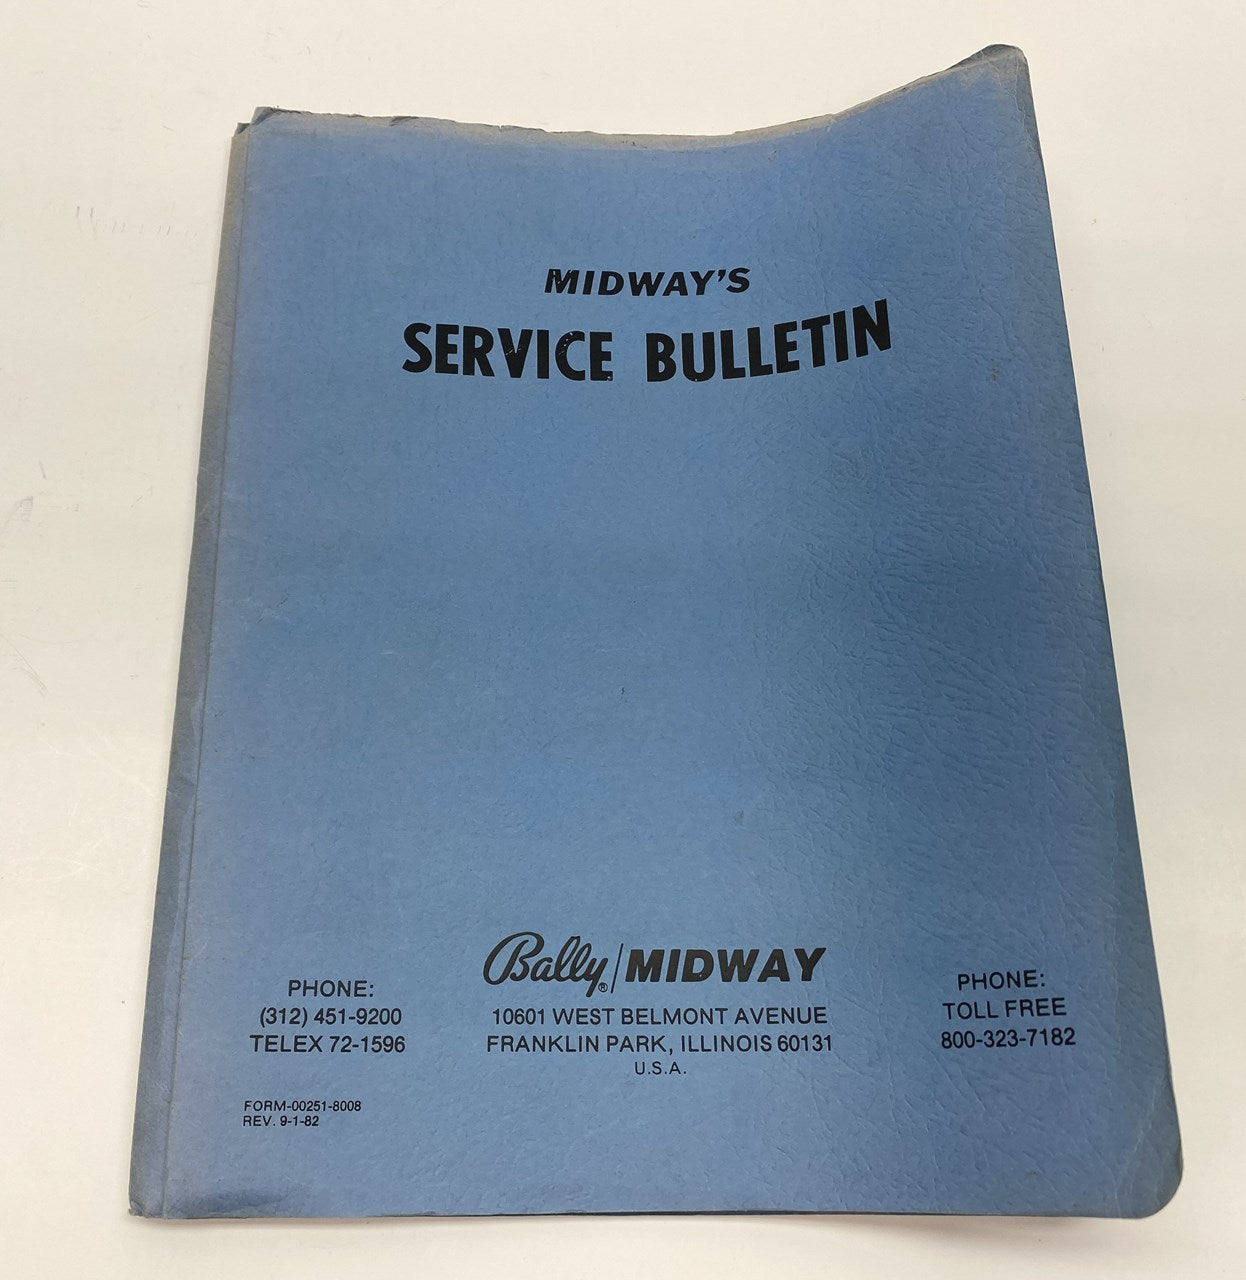 MIDWAY'S
SERVICE BULLETIN
Bally®/MIDWAY
10601 WEST BELMONT AVENUE
FRANKLIN PARK, ILLINOIS 60131
U.S.A.
PHONE:
(312) 451-9200
TELEX 72-1596
PHONE:
TOLL FREE
800-323-7182
FORM-00251-8008
REV. 9-1-82